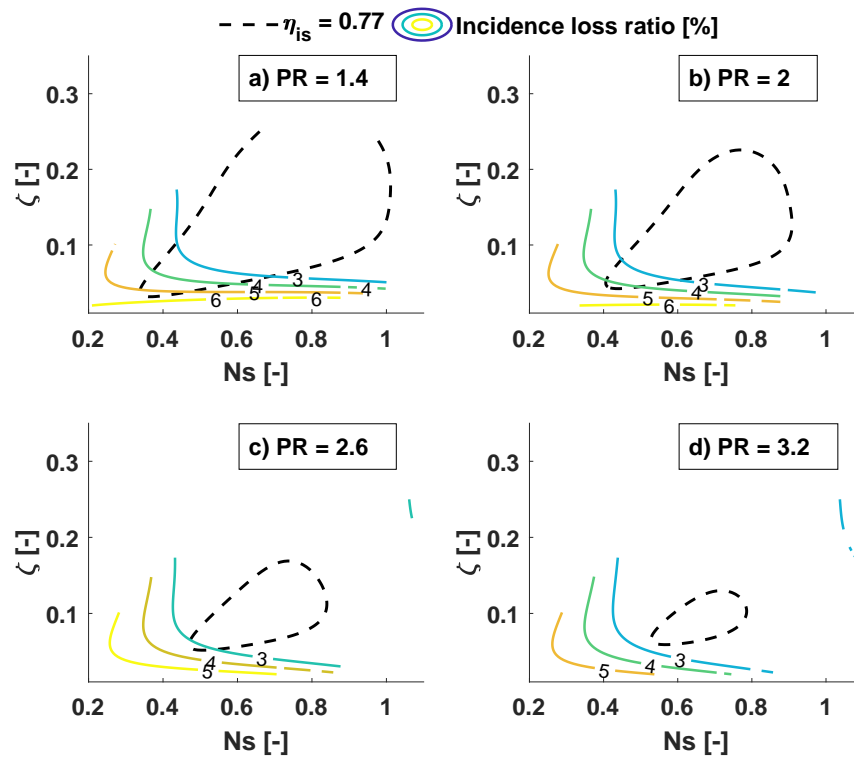 η_is = 0.77 Incidence loss ratio [%]
a) PR = 1.4
b) PR = 2
0.3
0.2
0.1
ζ [-]
3
4
4
5
6
6
0.2 0.4 0.6 0.8 1
Ns [-]
0.3
0.2
0.1
ζ [-]
3
4
5
6
0.2 0.4 0.6 0.8 1
Ns [-]
c) PR = 2.6
d) PR = 3.2
0.3
0.2
0.1
ζ [-]
3
4
5
0.2 0.4 0.6 0.8 1
Ns [-]
0.3
0.2
0.1
ζ [-]
3
4
5
0.2 0.4 0.6 0.8 1
Ns [-]